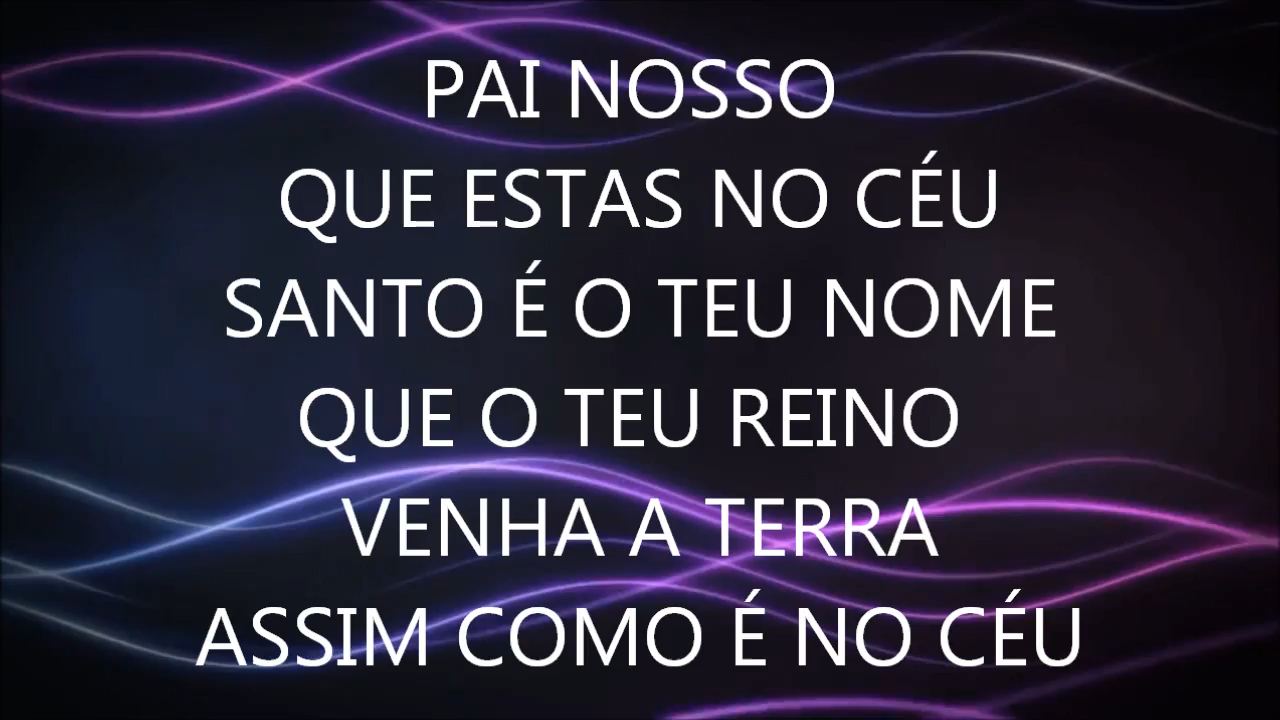 PAI NOSSO
QUE ESTAS NO CÉU
SANTO É O TEU NOME
QUE O TEU REINO
VENHA A TERRA
ASSIM COMO É NO CÉU